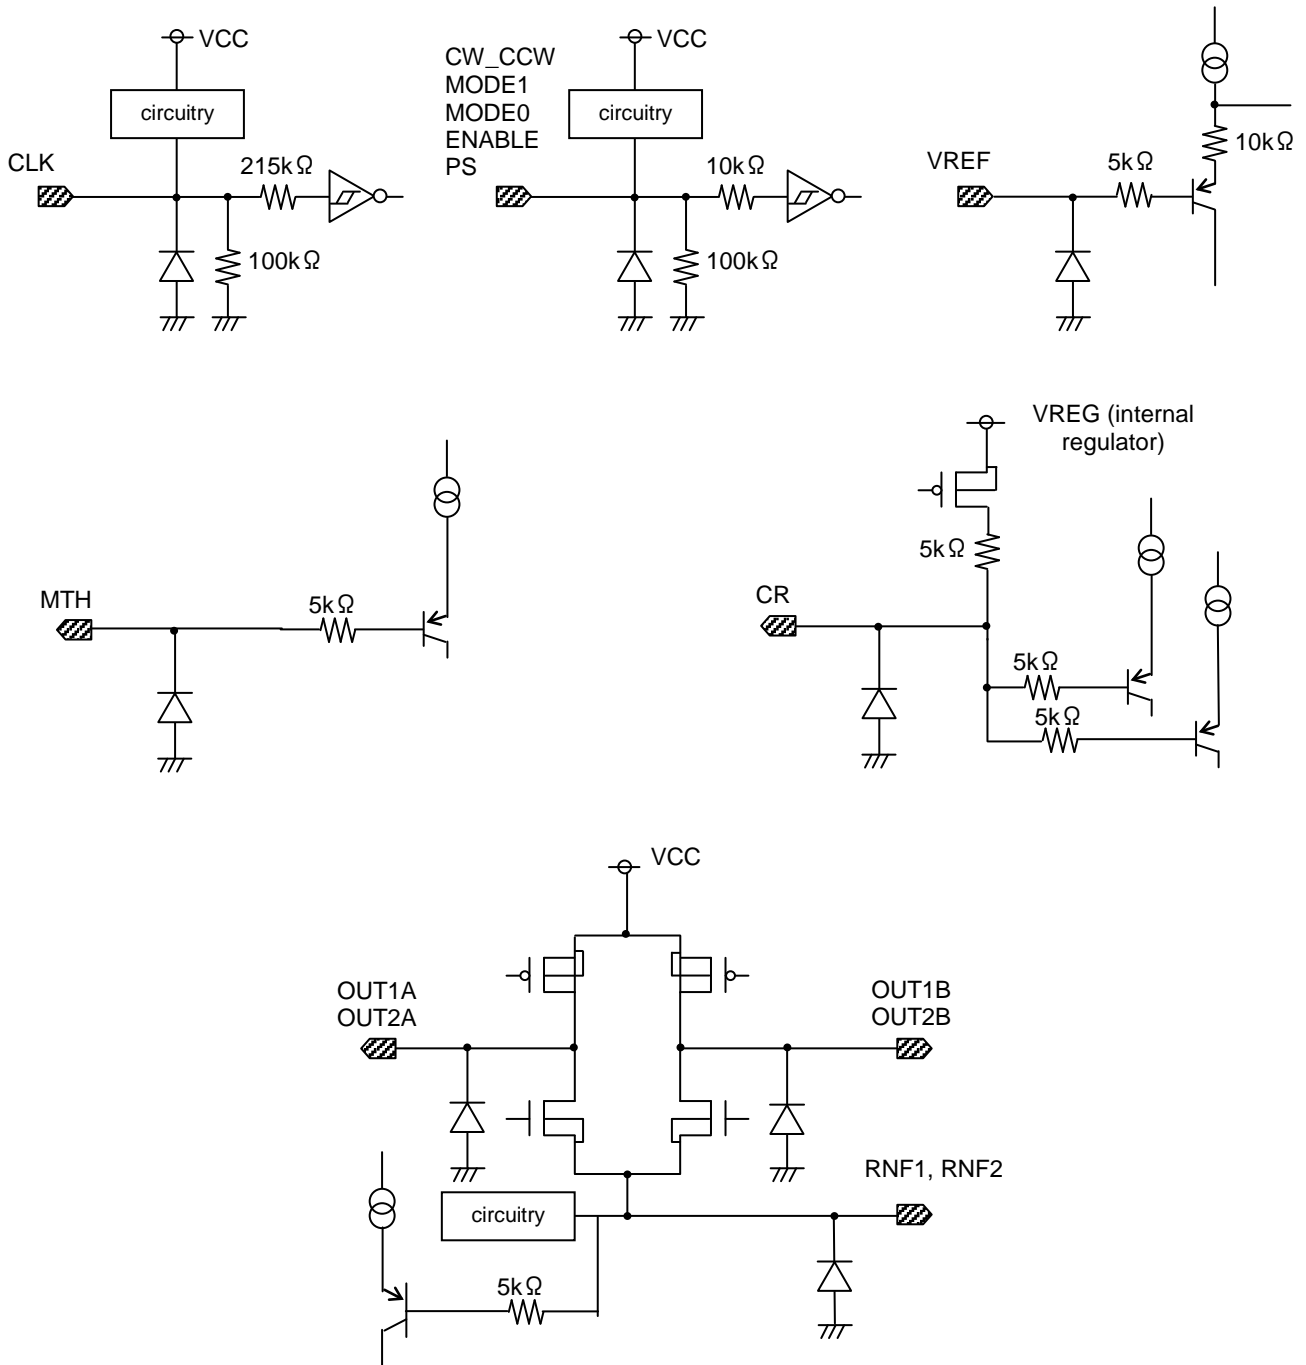 VCC
circuitry
CLK
215kΩ
100kΩ
CW_CCW
MODE1
MODE0
ENABLE
PS
VCC
circuitry
10kΩ
100kΩ
VREF
5kΩ
10kΩ
MTH
5kΩ
VREG (internal
regulator)
5kΩ
CR
5kΩ
5kΩ
VCC
OUT1A
OUT2A
OUT1B
OUT2B
RNF1, RNF2
circuitry
5kΩ